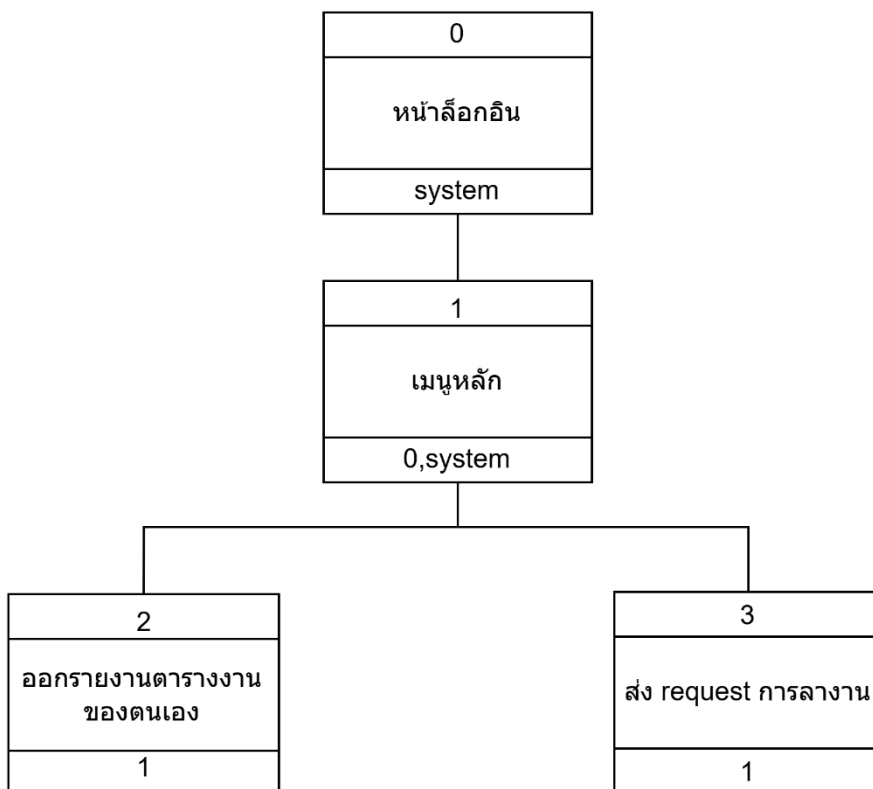 0
หน้าล็อกอิน
system
1
เมนูหลัก
0,system
2
ออกรายงานตารางงาน
ของตนเอง
1
3
ส่ง request การลางาน
1